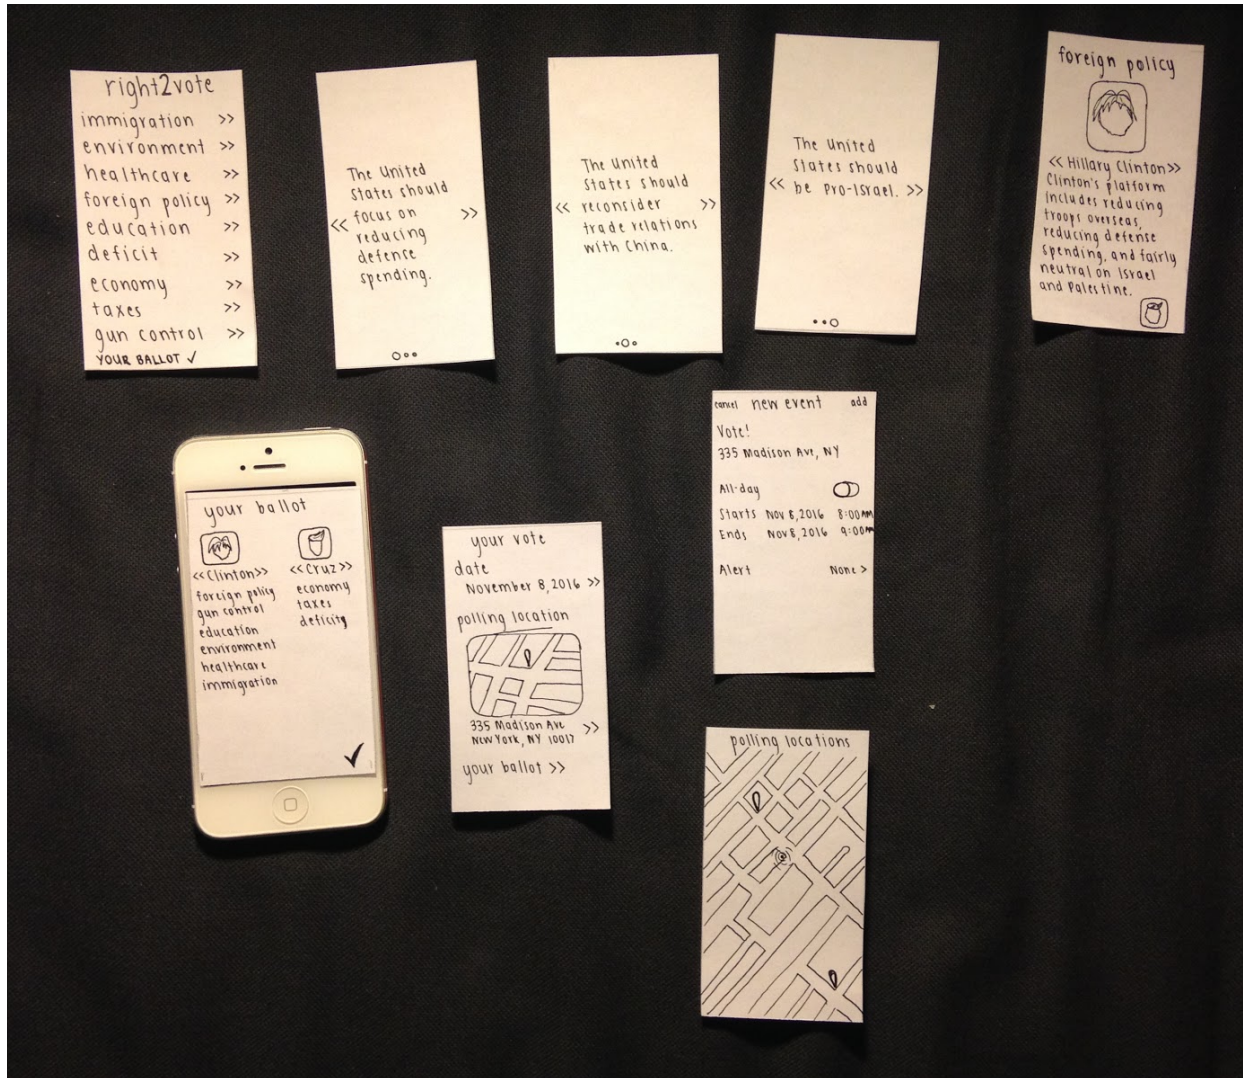 right2vote
immigration >>
environment >>
healthcare >>
foreign policy >>
education >>
deficit >>
economy >>
taxes >>
gun control >>
YOUR BALLOT ✓
The United
States should
<< focus on >>
reducing
defense
spending.
The United
States should
<< reconsider >>
trade relations
with China.
The United
States should
<< be Pro-Israel. >>
foreign policy
<< Hillary Clinton>>
Clinton's platform
includes reducing
troops overseas,
reducing defense
spending, and fairly
neutral on Israel
and Palestine.
your ballot
<<Clinton>>
foreign policy
gun control
education
environment
healthcare
immigration
<<Cruz>>
economy
taxes
deficity
✓
your vote
date
November 8, 2016 >>
polling location
335 Madison Ave >>
New York, NY 10017
your ballot >>
cancel new event add
Vote!
335 Madison Ave, NY
All-day
Starts Nov 8, 2016 8:00AM
Ends Nov 8, 2016 9:00AM
Alert None >
polling locations